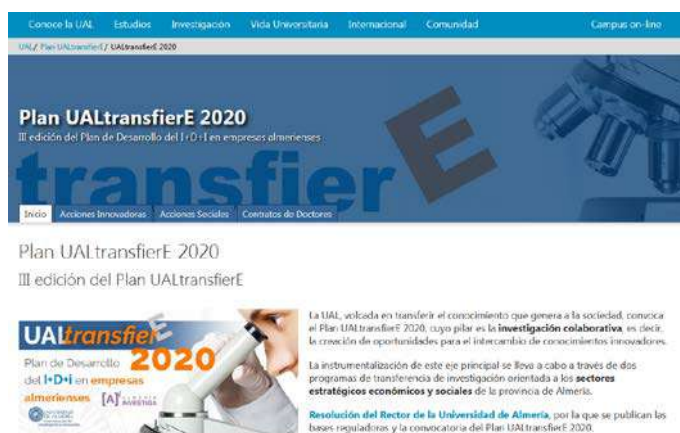 Conoce la UAL Estudios Investigación Vida Universitaria Internacional Comunidad Campus on-line
UAL/ Plan UALtransfierE/ UALtransfierE 2020
Plan UALtransfierE 2020
III edición del Plan de Desarrollo del I+D+I en empresas almerienses
transfierE
Inicio Acciones Innovadoras Acciones Sociales Contratos de Doctores
Plan UALtransfierE 2020
III edición del Plan UALtransfierE
UALtransfierE
2020
Plan de Desarrollo
del I+D+i en empresas
almerienses [A] INVESTIGA
La UAL, volcada en transferir el conocimiento que genera a la sociedad, convoca
el Plan UALtransfierE 2020, cuyo pilar es la investigación colaborativa, es decir,
la creación de oportunidades para el intercambio de conocimientos innovadores.
La instrumentalización de este eje principal se lleva a cabo a través de dos
programas de transferencia de investigación orientada a los sectores
estratégicos económicos y sociales de la provincia de Almería.
Resolución del Rector de la Universidad de Almería, por la que se publican las
bases reguladoras y la convocatoria del Plan UALtransfierE 2020.